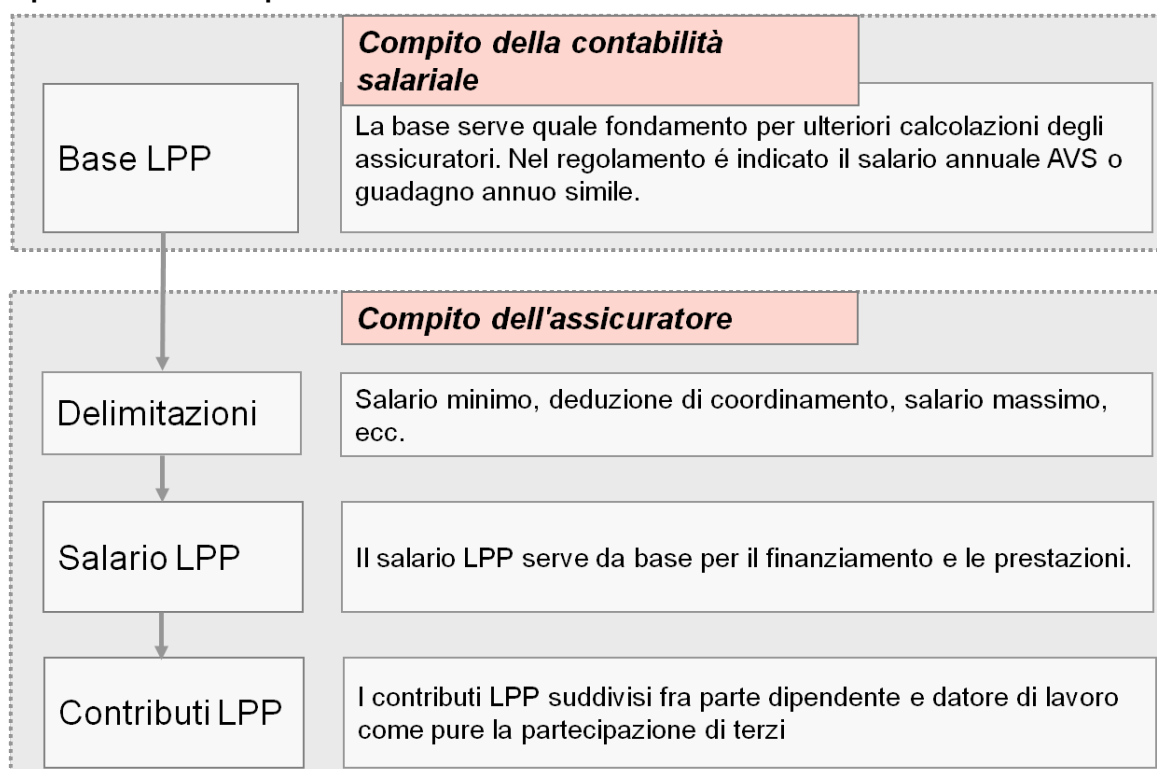 Compito della contabilità
salariale
Base LPP
La base serve quale fondamento per ulteriori calcolazioni degli
assicuratori. Nel regolamento é indicato il salario annuale AVS o
guadagno annuo simile.
Compito dell'assicuratore
Delimitazioni
Salario minimo, deduzione di coordinamento, salario massimo,
ecc.
Salario LPP
Il salario LPP serve da base per il finanziamento e le prestazioni.
Contributi LPP
I contributi LPP suddivisi fra parte dipendente e datore di lavoro
come pure la partecipazione di terzi